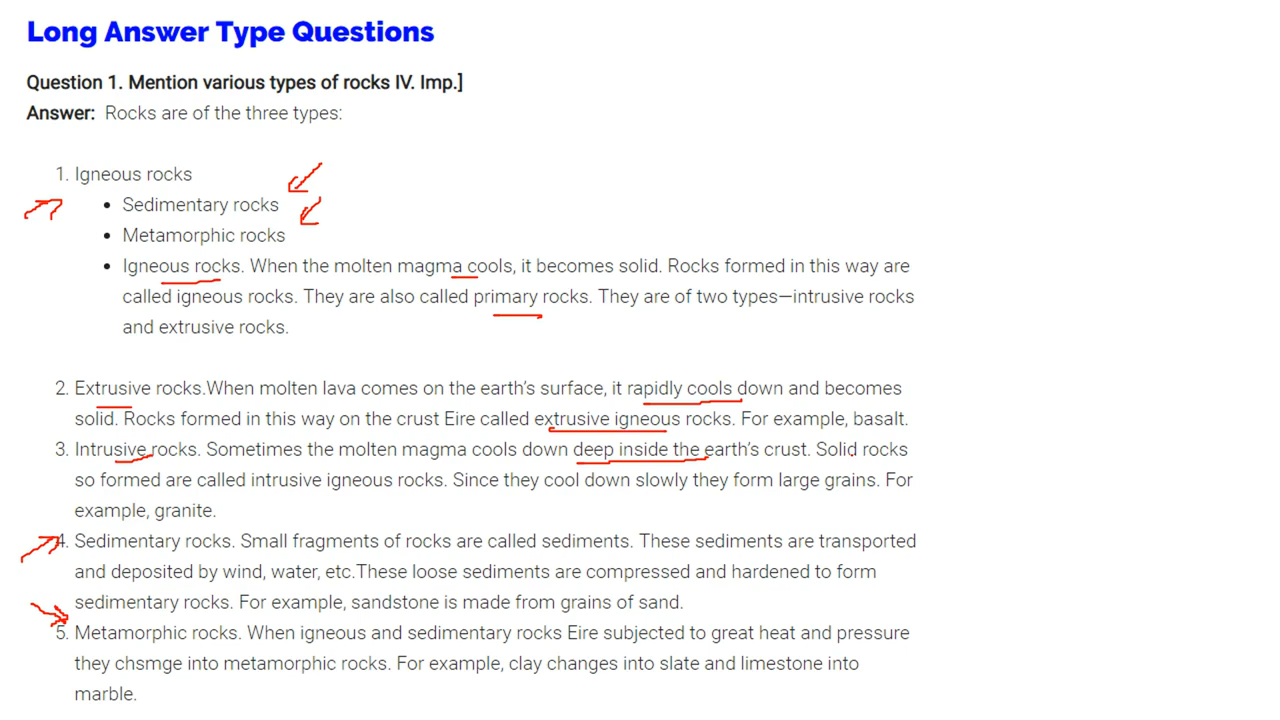 Long Answer Type Questions
Question 1. Mention various types of rocks IV. Imp.]
Answer: Rocks are of the three types:
1. Igneous rocks
• Sedimentary rocks
• Metamorphic rocks
• Igneous rocks. When the molten magma cools, it becomes solid. Rocks formed in this way are
called igneous rocks. They are also called primary rocks. They are of two types—intrusive rocks
and extrusive rocks.
2. Extrusive rocks.When molten lava comes on the earth’s surface, it rapidly cools down and becomes
solid. Rocks formed in this way on the crust Eire called extrusive igneous rocks. For example, basalt.
3. Intrusive rocks. Sometimes the molten magma cools down deep inside the earth’s crust. Solid rocks
so formed are called intrusive igneous rocks. Since they cool down slowly they form large grains. For
example, granite.
4. Sedimentary rocks. Small fragments of rocks are called sediments. These sediments are transported
and deposited by wind, water, etc.These loose sediments are compressed and hardened to form
sedimentary rocks. For example, sandstone is made from grains of sand.
5. Metamorphic rocks. When igneous and sedimentary rocks Eire subjected to great heat and pressure
they chsmge into metamorphic rocks. For example, clay changes into slate and limestone into
marble.